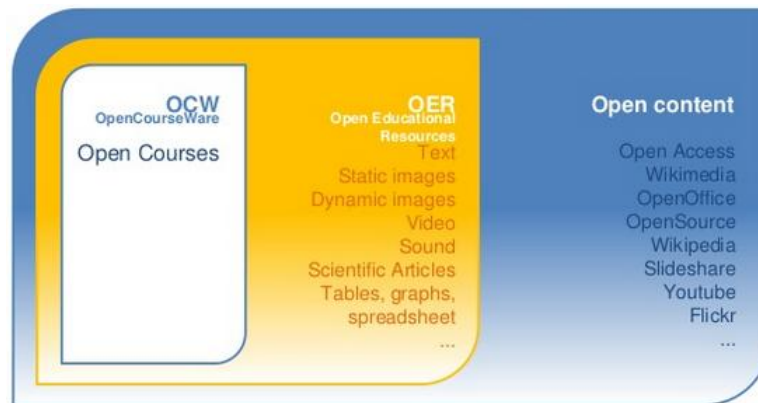 OCW
OpenCourseWare
Open Courses
OER
Open Educational
Resources
Text
Static images
Dynamic images
Video
Sound
Scientific Articles
Tables, graphs,
spreadsheet
...
Open content
Open Access
Wikimedia
OpenOffice
OpenSource
Wikipedia
Slideshare
Youtube
Flickr
...